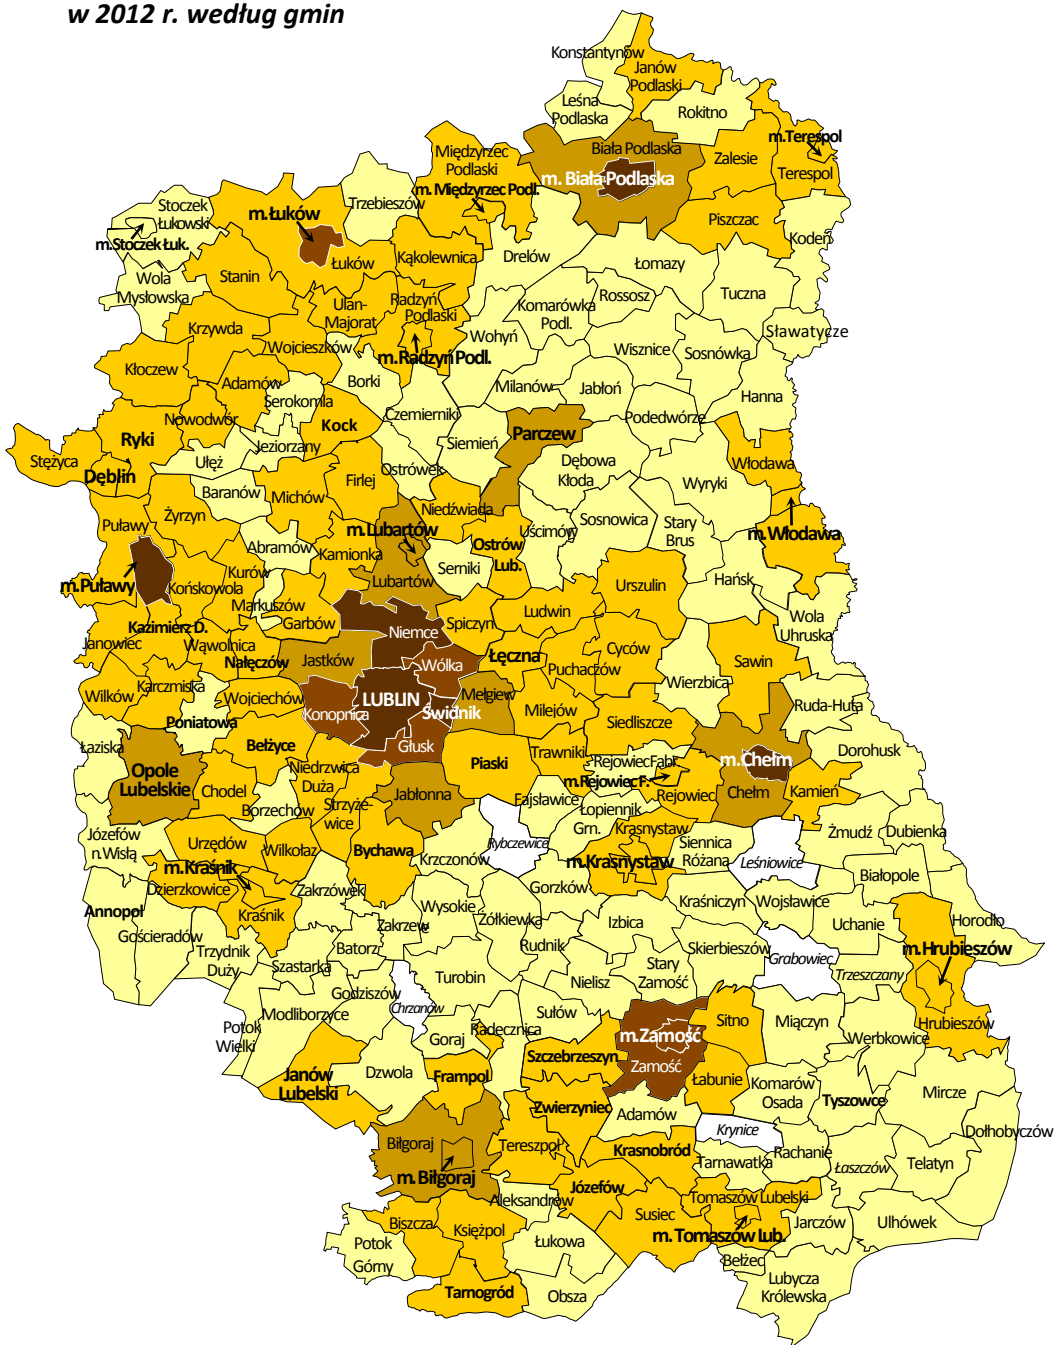 w 2012 r. według gmin
Konstantynów
Janów
Podlaski
Leśna
Podlaska
Rokitno
m.Terespol
Terespol
Zalesie
Biała Podlaska
m. Biała Podlaska
Międzyrzec
Podlaski
m. Międzyrzec Podl.
Trzebieszów
Stoczek
Łukowski
m.Stoczek Łuk.
m.Łuków
Łuków
Kąkolewnica
Drelów
Piszczac
Kodeń
Łomazy
Tuczna
Wola
Mysłowska
Stanin
Ulan-
Majorat
Radzyń
Podlaski
m.Radzyń Podl.
Komarówka
Podl.
Rossosz
Wohyń
Wisznice
Sosnówka
Sławatycze
Krzywda
Wojcieszków
Kłoczew
Adamów
Serokomla
Borki
Czemierniki
Milanów
Jabłoń
Podedwórze
Hanna
Nowodwór
Ryki
Stężyca
Dęblin
Ułęż
Jeziorzany
Kock
Siemień
Parczew
Ostrówek
Dębowa
Kłoda
Wyryki
Włodawa
m.Włodawa
Baranów
Michów
Firlej
Niedźwiada
Puławy
Żyrzyn
Abramów
Kamionka
m.Lubartów
Lubartów
Serniki
Ostrów
Lub.
Uścimów
Sosnowica
Stary
Brus
Hańsk
Urszulin
Wola
Uhruska
m.Puławy
Końskowola
Kurów
Markuszów
Garbów
Niemce
Spiczyn
Ludwin
Janowiec
Kazimierz D.
Wąwolnica
Nałęczów
Jastków
Wólka
Łęczna
Puchaczów
Cyców
Sawin
Wierzbica
Ruda-Huta
Wilków
Karczmiska
Wojciechów
Poniatowa
Konopnica
LUBLIN
Świdnik
Mełgiew
Milejów
Siedliszcze
Głusk
Łaziska
Opole
Lubelskie
Bełżyce
Niedrzwica
Duża
Chodel
Borzechów
Strzyże-
wice
Jabłonna
Piaski
Trawniki
Rejowiec Fabr.
m.Rejowiec F.
Rejowiec
m.Chełm
Chełm
Kamień
Dorohusk
Fajsławice
Łopiennik
Grn.
Józefów
n.Wisłą
Urzędów
Wilkołaz
Bychawa
Krzczonów
Rybczewice
Krasnystaw
m.Krasnystaw
Siennica
Różana
Leśniowice
Żmudź
Dubienka
Białopole
m.Kraśnik
Dzierzkowice
Kraśnik
Zakrzówek
Annopol
Gościeradów
Trzydnik
Duży
Szastarka
Batorz
Zakrzew
Wysokie
Żółkiewka
Gorzków
Rudnik
Izbica
Kraśniczyn
Wojsławice
Uchanie
Horodło
m.Hrubieszów
Hrubieszów
Skierbieszów
Grabowiec
Trzeszczany
Turobin
Nielisz
Stary
Zamość
Godziszów
Chrzanów
Modliborzyce
Potok
Wielki
Sułów
Goraj
Radecznica
Janów
Lubelski
Dzwola
Frampol
Szczebrzeszyn
m.Zamość
Zamość
Sitno
Miączyn
Werbkowice
Łabunie
Komarów
Osada
Tyszowce
Mircze
Dołhobyczów
Zwierzyniec
Adamów
Krynice
Biłgoraj
m. Biłgoraj
Tereszpol
Krasnobród
Tarnawatka
Rachanie
Łaszczów
Telatyn
Aleksandrów
Józefów
Susiec
Tomaszów Lubelski
m. Tomaszów Lub.
Jarczów
Ulhówek
Biszcza
Księżpol
Potok
Górny
Łukowa
Obsza
Tarnogród
Bełżec
Lubycza
Królewska